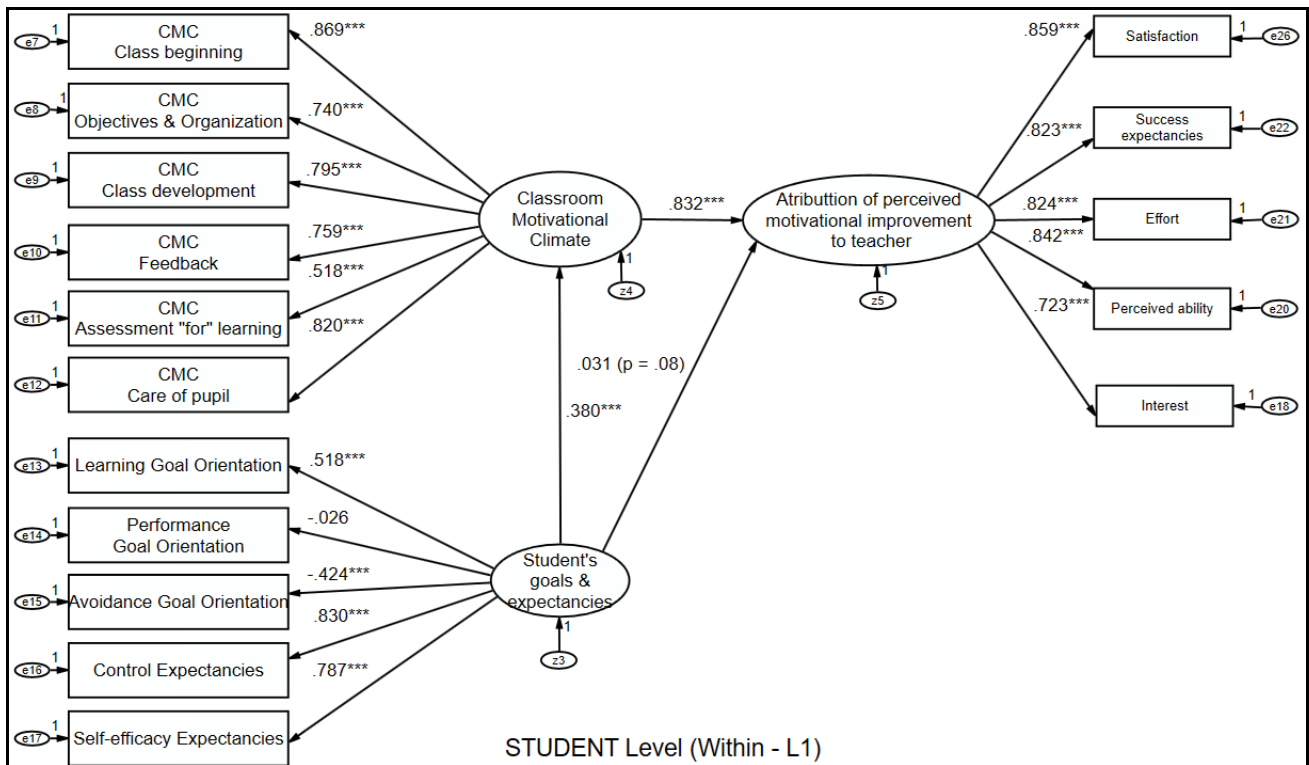 e7
1
CMC
Class beginning
.869***
e8
1
CMC
Objectives & Organization
.740***
e9
1
CMC
Class development
.795***
e10
1
CMC
Feedback
.759***
e11
1
CMC
Assessment "for" learning
.518***
e12
1
CMC
Care of pupil
.820***
e13
1
Learning Goal Orientation
.518***
e14
1
Performance
Goal Orientation
-.026
e15
1
Avoidance Goal Orientation
-.424***
e16
1
Control Expectancies
.830***
e17
1
Self-efficacy Expectancies
.787***
Classroom
Motivational
Climate
1
z4
.832***
Atributtion of perceived
motivational improvement
to teacher
1
z5
.031 (p = .08)
.380***
Student's
goals &
expectancies
1
z3
.859***
Satisfaction
1
e26
.823***
Success
expectancies
1
e22
.824***
Effort
1
e21
.842***
Perceived ability
1
e20
.723***
Interest
1
e18
STUDENT Level (Within - L1)